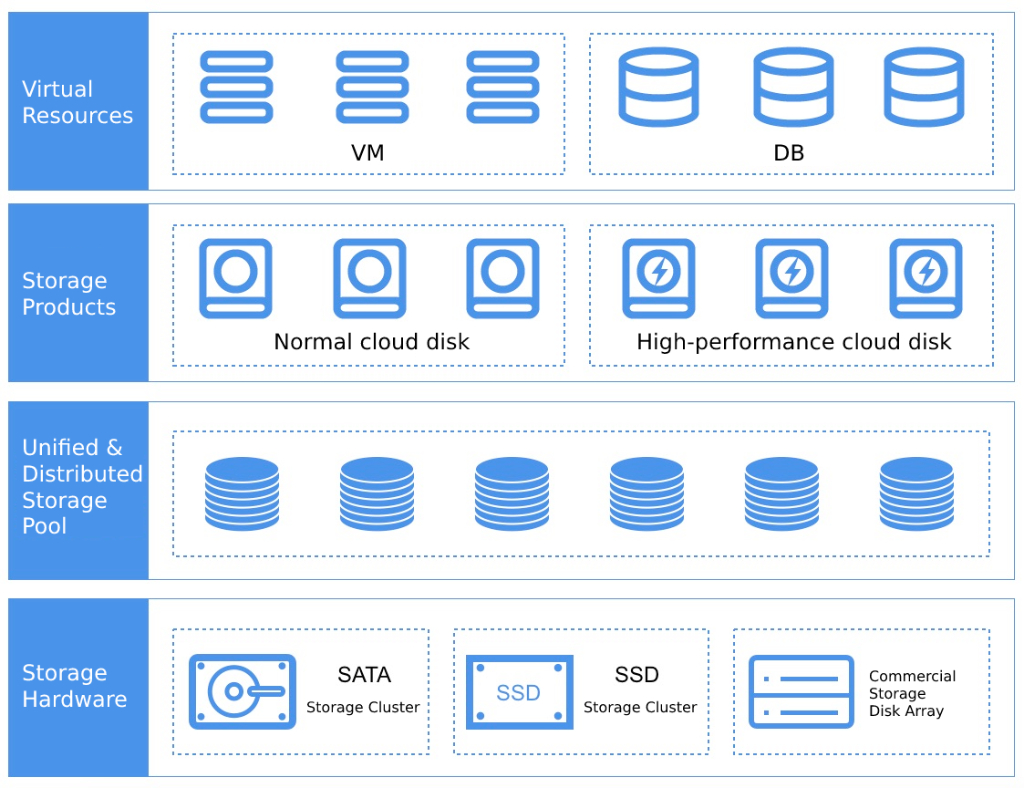 Virtual
Resources
VM
DB
Storage
Products
Normal cloud disk
High-performance cloud disk
Unified &
Distributed
Storage
Pool
Storage
Hardware
SATA
Storage Cluster
SSD
SSD
Storage Cluster
Commercial
Storage
Disk Array